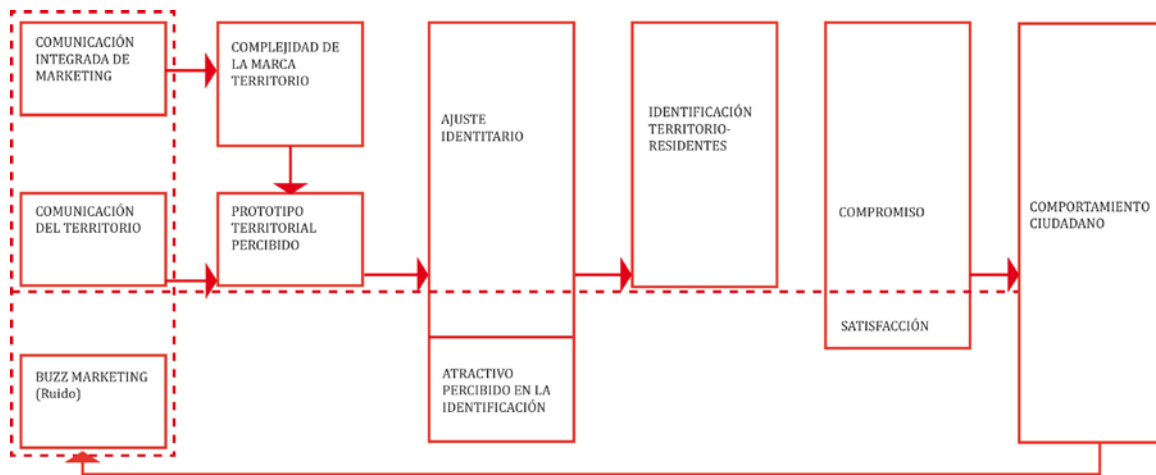 COMUNICACIÓN
INTEGRADA DE
MARKETING
COMPLEJIDAD DE
LA MARCA
TERRITORIO
AJUSTE
IDENTITARIO
IDENTIFICACIÓN
TERRITORIO-
RESIDENTES
COMUNICACIÓN
DEL TERRITORIO
PROTOTIPO
TERRITORIAL
PERCIBIDO
COMPROMISO
COMPORTAMIENTO
CIUDADANO
SATISFACCIÓN
BUZZ MARKETING
(Ruido)
ATRACTIVO
PERCIBIDO EN LA
IDENTIFICACIÓN